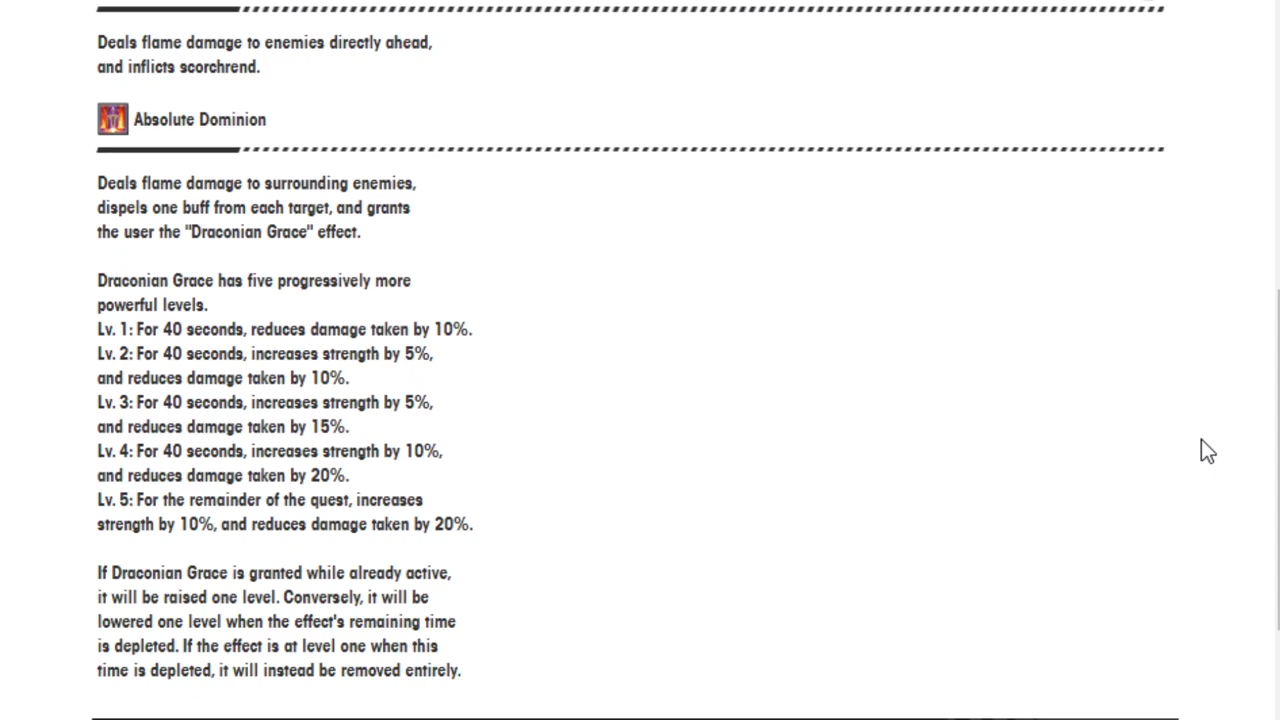 Deals flame damage to enemies directly ahead,
and inflicts scorchrend.
Absolute Dominion
Deals flame damage to surrounding enemies,
dispels one buff from each target, and grants
the user the "Draconian Grace" effect.
Draconian Grace has five progressively more
powerful levels.
Lv. 1: For 40 seconds, reduces damage taken by 10%.
Lv. 2: For 40 seconds, increases strength by 5%,
and reduces damage taken by 10%.
Lv. 3: For 40 seconds, increases strength by 5%,
and reduces damage taken by 15%.
Lv. 4: For 40 seconds, increases strength by 10%,
and reduces damage taken by 20%.
Lv. 5: For the remainder of the quest, increases
strength by 10%, and reduces damage taken by 20%.
If Draconian Grace is granted while already active,
it will be raised one level. Conversely, it will be
lowered one level when the effect's remaining time
is depleted. If the effect is at level one when this
time is depleted, it will instead be removed entirely.